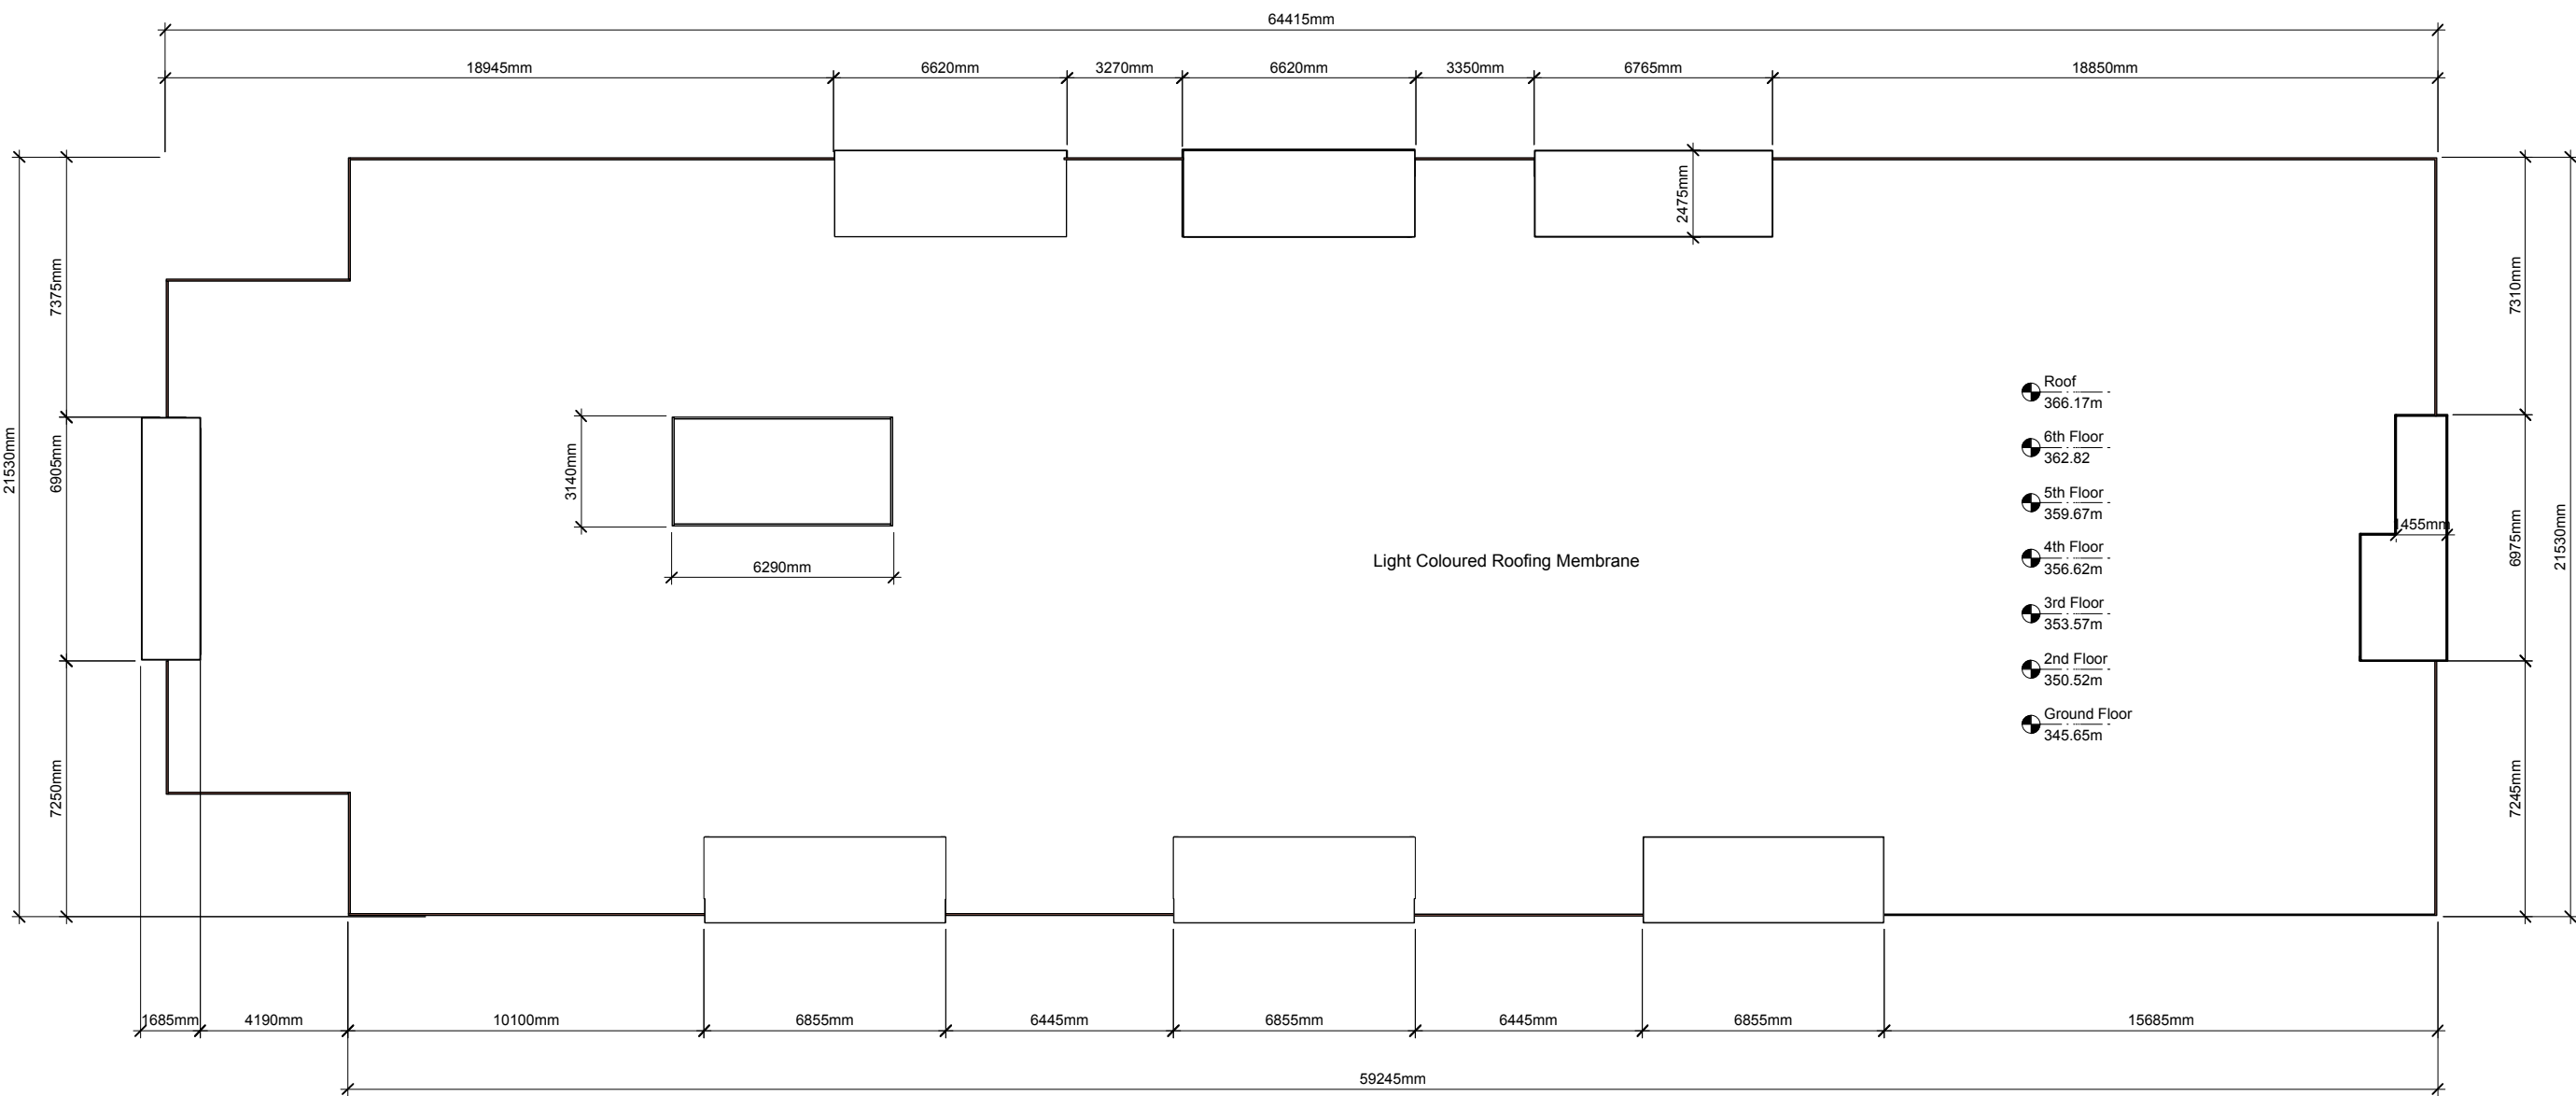 64415mm
18945mm
6620mm
3270mm
6620mm
3350mm
6765mm
18850mm
2475mm
7375mm
6905mm
7250mm
21530mm
7310mm
6975mm
7245mm
21530mm
3140mm
6290mm
1455mm
Light Coloured Roofing Membrane
Roof
366.17m
6th Floor
362.82
5th Floor
359.67m
4th Floor
356.62m
3rd Floor
353.57m
2nd Floor
350.52m
Ground Floor
345.65m
1685mm
4190mm
10100mm
6855mm
6445mm
6855mm
6445mm
6855mm
15685mm
59245mm